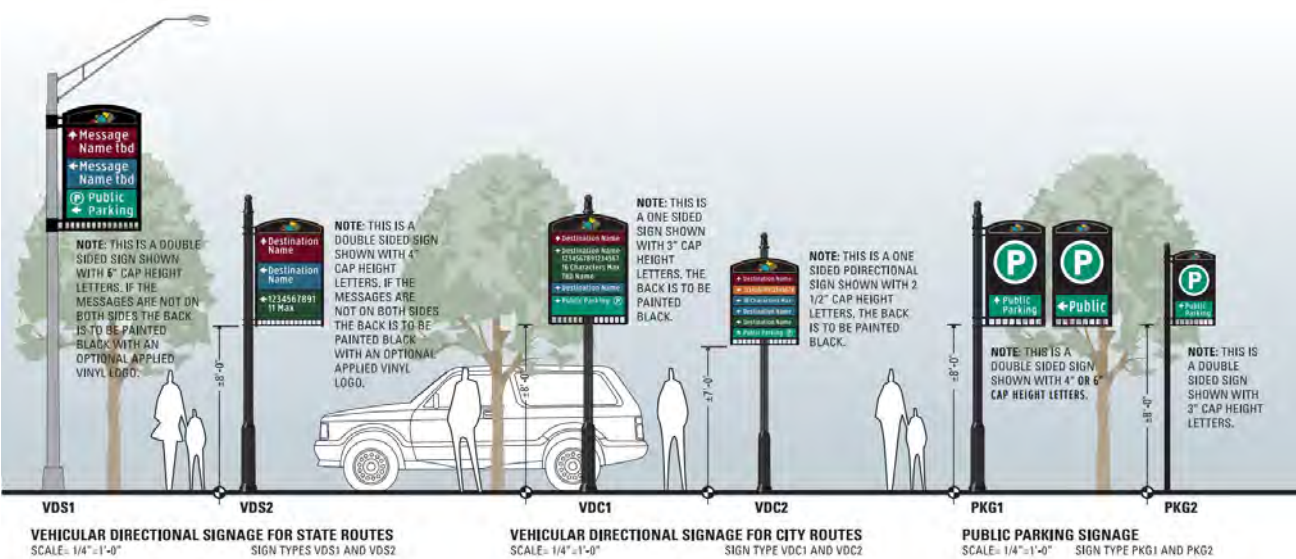 Message
Name tbd
Message
Name tbd
P Public
Parking
NOTE: THIS IS A DOUBLE
SIDED SIGN SHOWN
WITH 6" CAP HEIGHT
LETTERS. IF THE
MESSAGES ARE NOT ON
BOTH SIDES THE BACK
IS TO BE PAINTED
BLACK WITH AN
OPTIONAL APPLIED
VINYL LOGO.
Destination
Name
Destination
Name
1234567891
11 Max
±8'-0"
NOTE: THIS IS A
DOUBLE SIDED SIGN
SHOWN WITH 4"
CAP HEIGHT
LETTERS. IF THE
MESSAGES ARE
NOT ON BOTH SIDES
THE BACK IS TO BE
PAINTED BLACK
WITH AN OPTIONAL
APPLIED VINYL
LOGO.
Destination Name
Destination Name
1234567891234567
16 Characters Max
TBD Name
Destination Name
Public Parking P
±8'-0"
NOTE: THIS IS
A ONE SIDED
SIGN SHOWN
WITH 3" CAP
HEIGHT
LETTERS. THE
BACK IS TO BE
PAINTED
BLACK.
Destination Name
16 Characters Max
Destination Name
Destination Name
Public Parking P
±7'-0"
NOTE: THIS IS A ONE
SIDED PDIRECTIONAL
SIGN SHOWN WITH 2
1/2" CAP HEIGHT
LETTERS. THE BACK
IS TO BE PAINTED
BLACK.
P
Public
Parking
P
Public
±8'-0"
NOTE: THIS IS A
DOUBLE SIDED SIGN
SHOWN WITH 4" OR 6"
CAP HEIGHT LETTERS.
P
Public
Parking
±8'-0"
NOTE: THIS IS
A DOUBLE
SIDED SIGN
SHOWN WITH
3" CAP HEIGHT
LETTERS.
VDS1
VDS2
VDC1
VDC2
PKG1
PKG2
VEHICULAR DIRECTIONAL SIGNAGE FOR STATE ROUTES
SCALE= 1/4"=1'-0"
SIGN TYPES VDS1 AND VDS2
VEHICULAR DIRECTIONAL SIGNAGE FOR CITY ROUTES
SCALE= 1/4"=1'-0"
SIGN TYPE VDC1 AND VDC2
PUBLIC PARKING SIGNAGE
SCALE= 1/4"=1'-0"
SIGN TYPE PKG1 AND PKG2